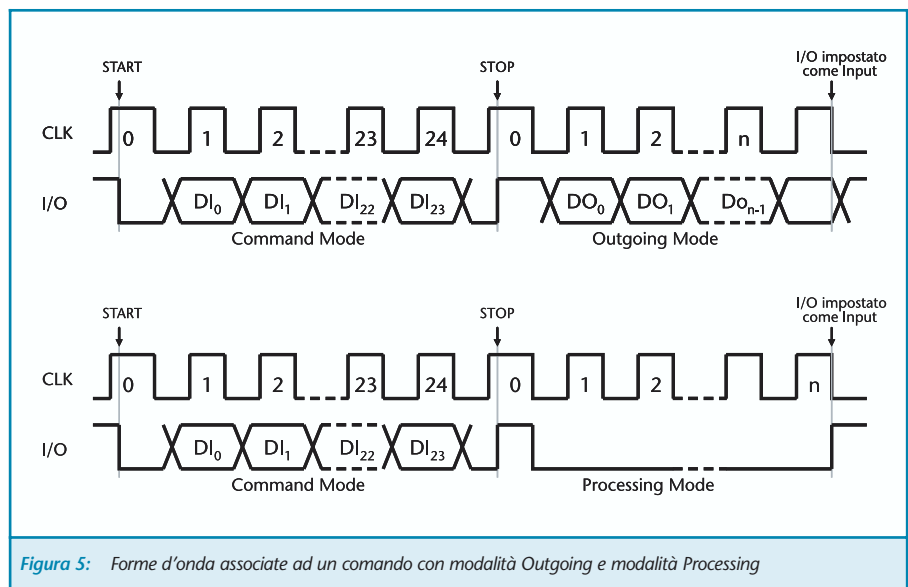 START STOP I/O impostato
come Input
CLK 0 1 2 23 24 0 1 2 n
I/O DI0 DI1 DI22 DI23 DO0 DO1 Don-1
Command Mode Outgoing Mode
START STOP I/O impostato
come Input
CLK 0 1 2 23 24 0 1 2 n
I/O DI0 DI1 DI22 DI23
Command Mode Processing Mode
Figura 5: Forme d'onda associate ad un comando con modalità Outgoing e modalità Processing